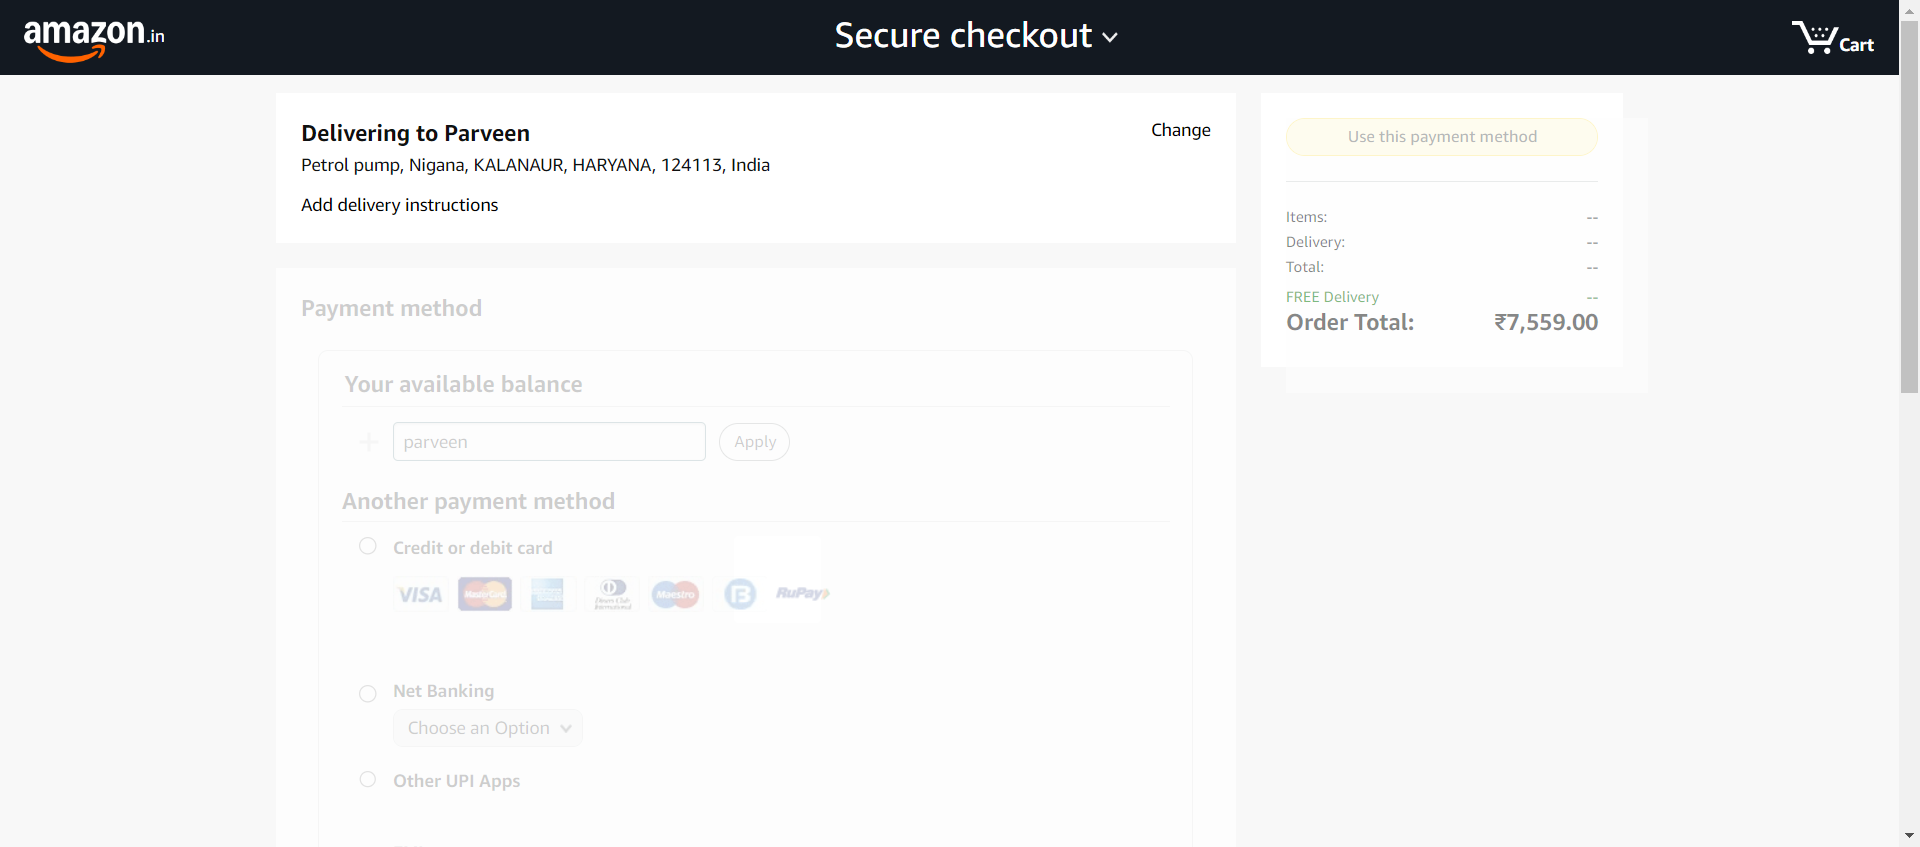 amazon.in
Secure checkout
Cart
Delivering to Parveen
Change
Petrol pump, Nigana, KALANAUR, HARYANA, 124113, India
Add delivery instructions
Use this payment method
Items: --
Delivery: --
Total: --
FREE Delivery --
Order Total: ₹7,559.00
Payment method
Your available balance
parveen
Apply
Another payment method
Credit or debit card
VISA MasterCard Diners Club International Maestro B RuPay
Net Banking
Choose an Option
Other UPI Apps